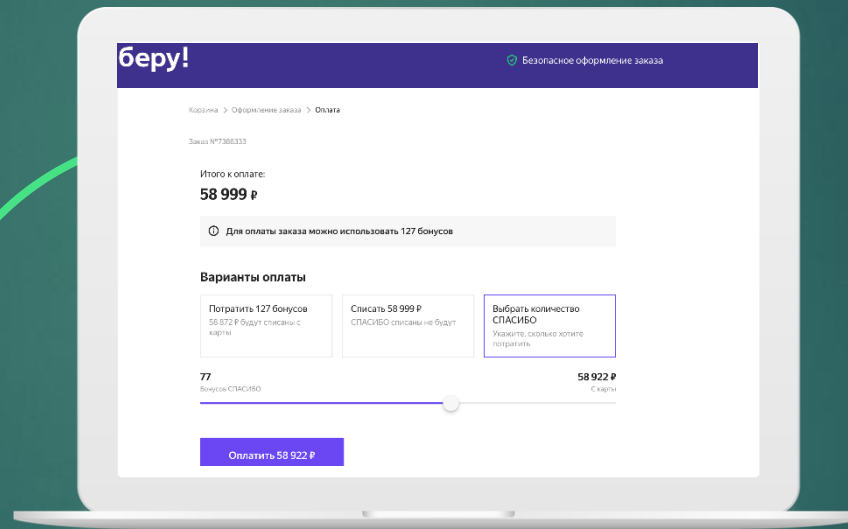 беру!
Безопасное оформление заказа
Корзина > Оформление заказа > Оплата
Заказ №7386333
Итого к оплате:
58 999 ₽
Для оплаты заказа можно использовать 127 бонусов
Варианты оплаты
Потратить 127 бонусов
58 872 ₽ будут списаны с
карты
Списать 58 999 ₽
СПАСИБО списаны не будут
Выбрать количество
СПАСИБО
Укажите, сколько хотите
потратить
77
Бонусов СПАСИБО
58 922 ₽
С карты
Оплатить 58 922 ₽